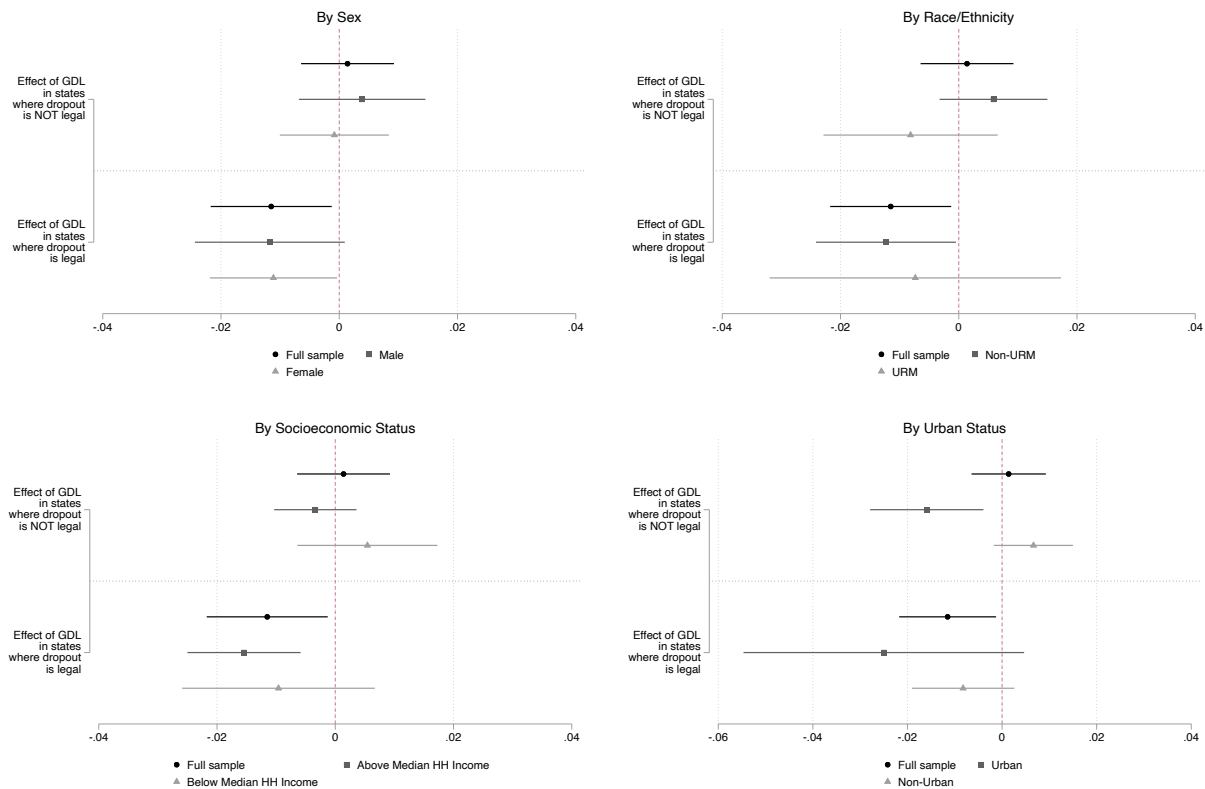 By Sex
Effect of GDL
in states
where dropout
is NOT legal
Effect of GDL
in states
where dropout
is legal
-.04 -.02 0 .02 .04
Full sample Male
Female
By Race/Ethnicity
Effect of GDL
in states
where dropout
is NOT legal
Effect of GDL
in states
where dropout
is legal
-.04 -.02 0 .02 .04
Full sample Non-URM
URM
By Socioeconomic Status
Effect of GDL
in states
where dropout
is NOT legal
Effect of GDL
in states
where dropout
is legal
-.04 -.02 0 .02 .04
Full sample Above Median HH Income
Below Median HH Income
By Urban Status
Effect of GDL
in states
where dropout
is NOT legal
Effect of GDL
in states
where dropout
is legal
-.06 -.04 -.02 0 .02 .04
Full sample Urban
Non-Urban